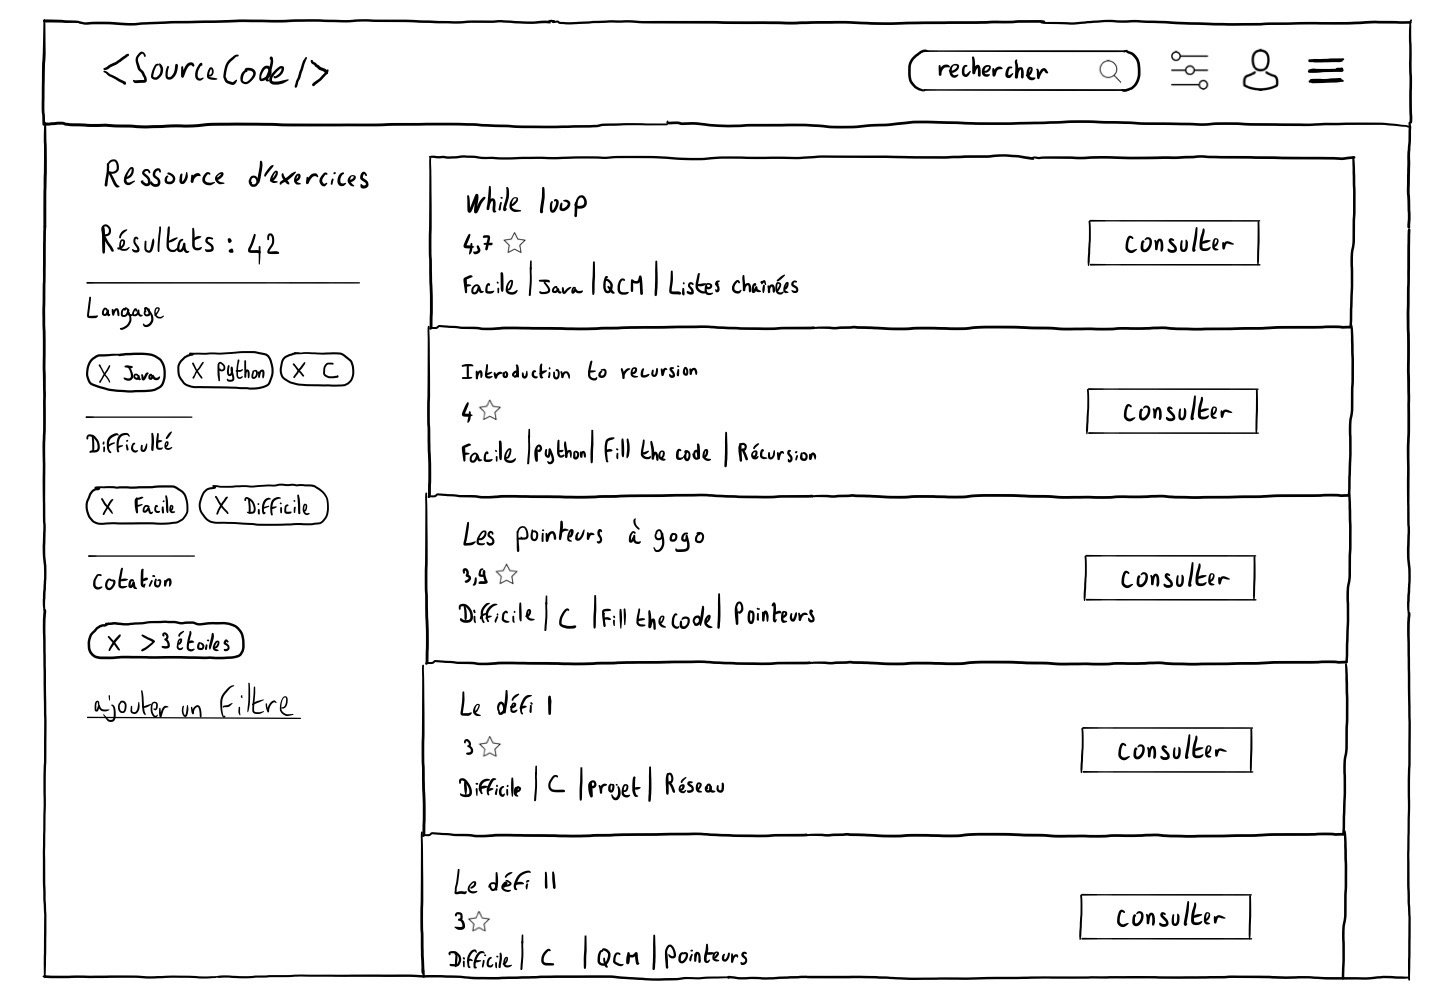 <SourceCode/>
rechercher
Ressource d'exercices
Résultats : 42
Langage
X Java X Python X C
Difficulté
X Facile X Difficile
Cotation
X >3 étoiles
ajouter un filtre
While loop
4,7
Facile | Java | QCM | Listes chaînées
Consulter
Introduction to recursion
4
Facile | Python | Fill the code | Récursion
Consulter
Les pointeurs à gogo
3,9
Difficile | C | Fill the code | Pointeurs
Consulter
Le défi I
3
Difficile | C | Projet | Réseau
Consulter
Le défi II
3
Difficile | C | QCM | Pointeurs
Consulter